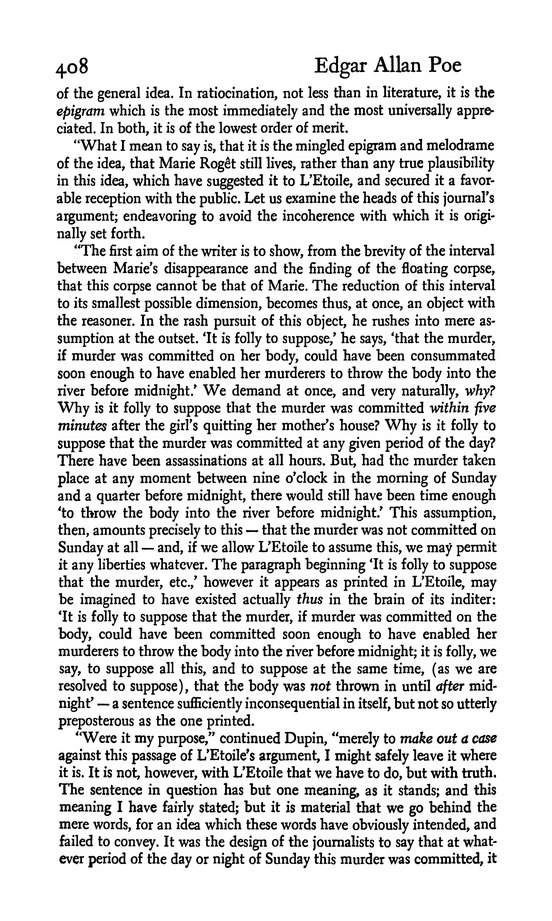 408 Edgar Allan Poe
of the general idea. In ratiocination, not less than in literature, it is the
epigram which is the most immediately and the most universally appre-
ciated. In both, it is of the lowest order of merit.
"What I mean to say is, that it is the mingled epigram and melodrame
of the idea, that Marie Rogêt still lives, rather than any true plausibility
in this idea, which have suggested it to L'Etoile, and secured it a favor-
able reception with the public. Let us examine the heads of this journal's
argument; endeavoring to avoid the incoherence with which it is origi-
nally set forth.
"The first aim of the writer is to show, from the brevity of the interval
between Marie's disappearance and the finding of the floating corpse,
that this corpse cannot be that of Marie. The reduction of this interval
to its smallest possible dimension, becomes thus, at once, an object with
the reasoner. In the rash pursuit of this object, he rushes into mere as-
sumption at the outset. 'It is folly to suppose,' he says, 'that the murder,
if murder was committed on her body, could have been consummated
soon enough to have enabled her murderers to throw the body into the
river before midnight.' We demand at once, and very naturally, why?
Why is it folly to suppose that the murder was committed within five
minutes after the girl's quitting her mother's house? Why is it folly to
suppose that the murder was committed at any given period of the day?
There have been assassinations at all hours. But, had the murder taken
place at any moment between nine o'clock in the morning of Sunday
and a quarter before midnight, there would still have been time enough
'to throw the body into the river before midnight.' This assumption,
then, amounts precisely to this — that the murder was not committed on
Sunday at all — and, if we allow L'Etoile to assume this, we may permit
it any liberties whatever. The paragraph beginning 'It is folly to suppose
that the murder, etc.,' however it appears as printed in L'Etoile, may
be imagined to have existed actually thus in the brain of its inditer:
'It is folly to suppose that the murder, if murder was committed on the
body, could have been committed soon enough to have enabled her
murderers to throw the body into the river before midnight; it is folly, we
say, to suppose all this, and to suppose at the same time, (as we are
resolved to suppose), that the body was not thrown in until after mid-
night' — a sentence sufficiently inconsequential in itself, but not so utterly
preposterous as the one printed.
"Were it my purpose," continued Dupin, "merely to make out a case
against this passage of L'Etoile's argument, I might safely leave it where
it is. It is not, however, with L'Etoile that we have to do, but with truth.
The sentence in question has but one meaning, as it stands; and this
meaning I have fairly stated; but it is material that we go behind the
mere words, for an idea which these words have obviously intended, and
failed to convey. It was the design of the journalists to say that at what-
ever period of the day or night of Sunday this murder was committed, it